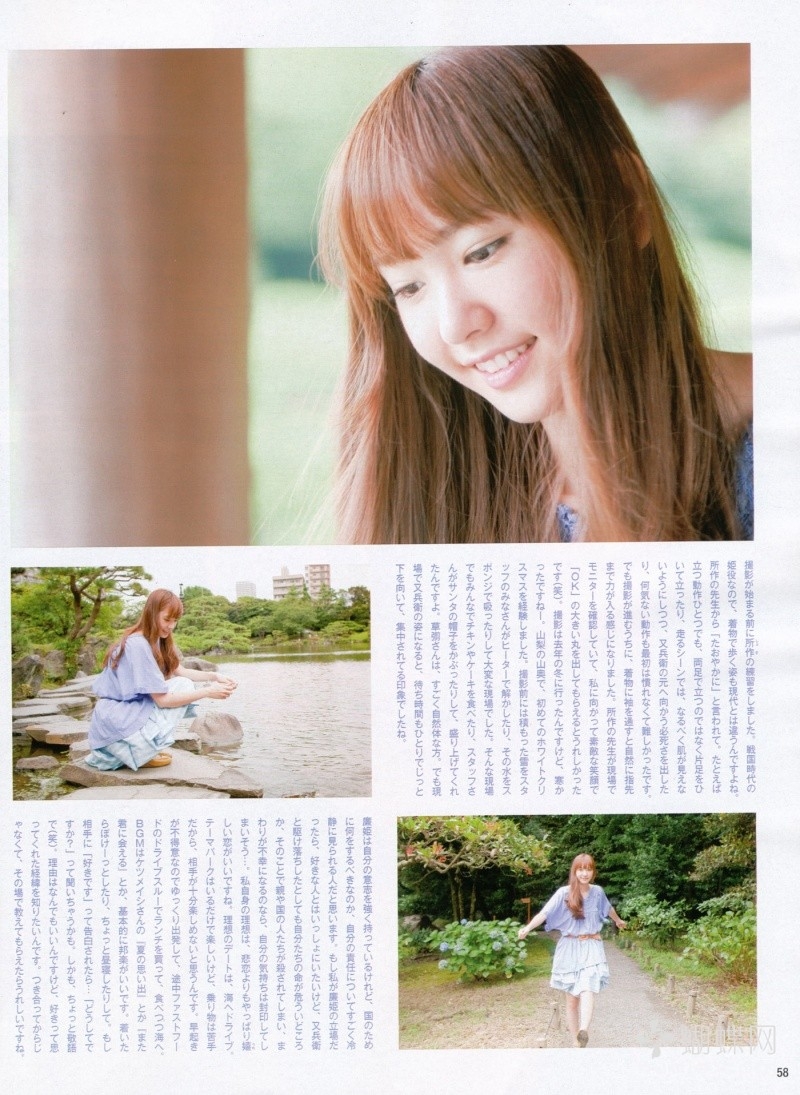 撮影が始まる前に所作の練習をしました。戦国時代の
姫役なので、着物で歩く姿も現代とは違うんですよね。
所作の先生から「たおやかに」と言われて、たとえば
立つ動作ひとつでも、両足で立つのではなく片足をひ
いて立ったり、走るシーンでは、なるべく肌が見えな
いようにしつつ、又兵衛の元へ向かう必死さを出した
り、何気ない動作も最初は慣れなくて難しかったです。
でも撮影が進むうちに、着物に袖を通すと自然に指先
まで力が入る感じになりました。所作の先生が現場で
モニターを確認していて、私に向かって素敵な笑顔で
「OK」の大きい丸を出してもらえるとうれしかった
です(笑)。撮影は去年の冬に行ったんですけど、寒か
ったですねー。山梨の山奥で、初めてのホワイトクリ
スマスを経験しました。撮影前には積もった雪をスタ
ッフのみなさんがヒーターで解かしたり、その水をス
ポンジで吸ったりして大変な現場でした。そんな現場
でもみんなでチキンやケーキを食べたり、スタッフさ
んがサンタの帽子をかぶったりして、盛り上げてくれ
たんですよ。草彅さんは、すごく自然体な方。でも現
場で又兵衛の姿になると、待ち時間もひとりでじっと
下を向いて、集中されてる印象でしたね。
廉姫は自分の意志を強く持っているけれど、国のため
に何をするべきなのか、自分の責任についてすごく冷
静に見られる人だと思います。もし私が廉姫の立場だ
ったら、好きな人とはいっしょにいたいけど、又兵衛
と駆け落ちしたとしても自分たちの命が危ういどころ
か、そのことで、親や国の人たちが殺されてしまい、ま
わりが不幸になるのなら、自分の気持ちは封印してし
まいそう…。私自身の理想は、悲恋よりもやっぱり嬉
しい恋がいいですね。理想のデートは、海へドライブ。
テーマパークはいるだけで楽しいけど、乗り物は苦手
だから、相手が十分楽しめないと思うんです。早起き
が不得意なのでゆっくり出発して、途中ファストフー
ドのドライブスルーでランチを買って、食べつつ海へ。
BGMはケツメイシさんの『夏の思い出』とか『また
君に会える』とか、基本的に邦楽がいいです。着いた
らぼけーっとしたり、ちょっと昼寝したりして、もし
相手に「好きです」って告白されたら…「どうしてで
すか?」って聞いちゃうかも。しかも、ちょっと敬語
で(笑)。理由はなんでもいいんですけど、好きって思
ってくれた経緯を知りたいんです。つき合ってからじ
ゃなくて、その場で教えてもらえたらうれしいですね。
蝴蝶网
58